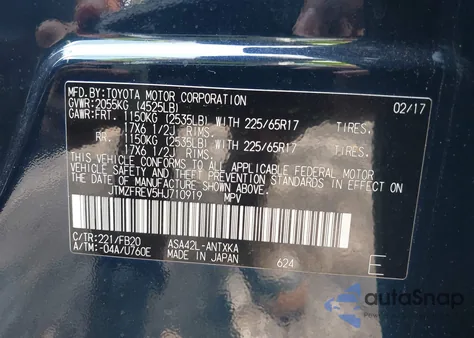 MFD.BY:TOYOTA MOTOR CORPORATION 02/17
GVWR:2055KG (4525LB)
GAWR:FRT. 1150KG (2535LB) WITH 225/65R17 TIRES.
17X6 1/2J RIMS.
RR. 1150KG (2535LB) WITH 225/65R17 TIRES.
17X6 1/2J RIMS.
THIS VEHICLE CONFORMS TO ALL APPLICABLE FEDERAL MOTOR
VEHICLE SAFETY AND THEFT PREVENTION STANDARDS IN EFFECT
ON THE DATE OF MANUFACTURE SHOWN ABOVE.
JTMZFREV5HJ710919 MPV
C/TR:221/FB20 ASA42L-ANTXKA
A/TM:-04A/U760E MADE IN JAPAN 624 E
autoSnap